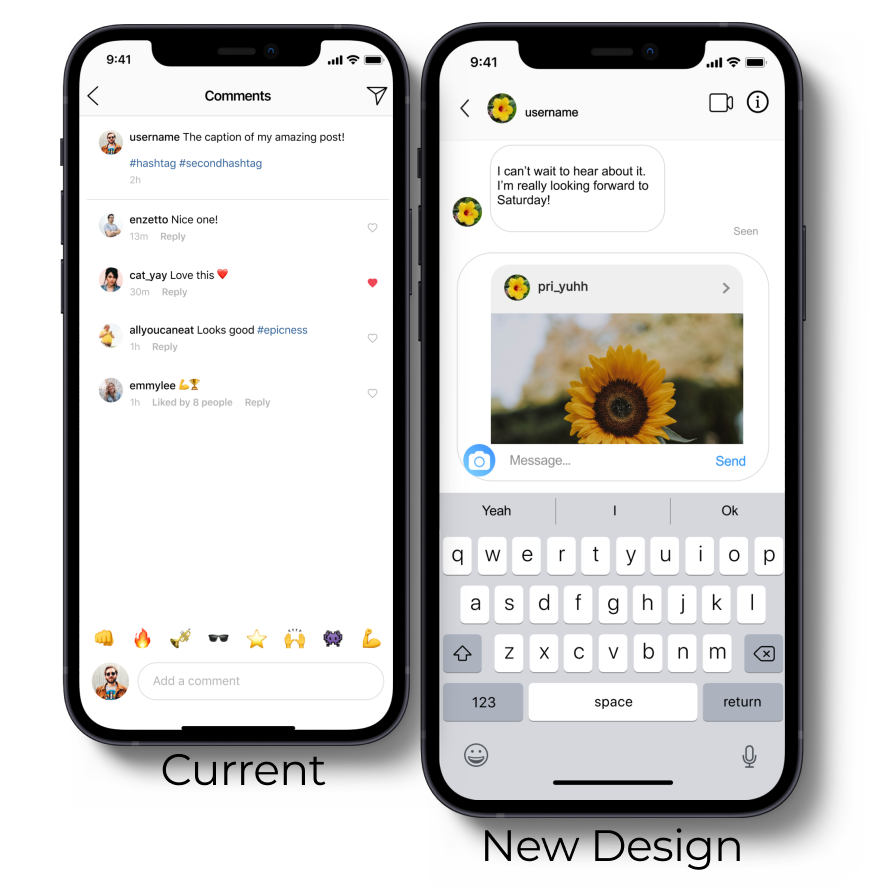 9:41
Comments
username The caption of my amazing post!
#hashtag #secondhashtag
2h
enzetto Nice one!
13m Reply
cat_yay Love this ❤️
30m Reply
allyoucaneat Looks good #epicness
1h Reply
emmylee 💪🏆
1h Liked by 8 people Reply
Add a comment
Current
9:41
username
I can’t wait to hear about it.
I’m really looking forward to
Saturday!
Seen
pri_yuhh
Message...
Send
Yeah I Ok
q w e r t y u i o p
a s d f g h j k l
z x c v b n m
123 space return
New Design